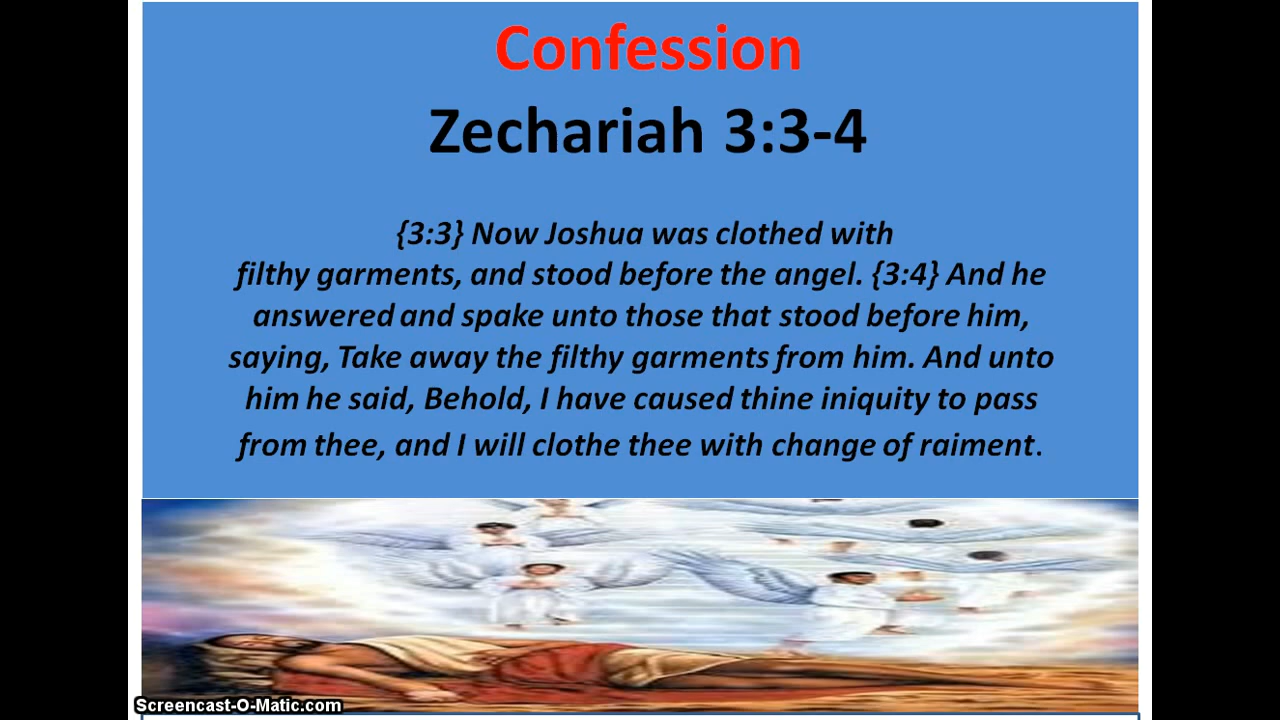 Confession
Zechariah 3:3-4
{3:3} Now Joshua was clothed with
filthy garments, and stood before the angel. {3:4} And he
answered and spake unto those that stood before him,
saying, Take away the filthy garments from him. And unto
him he said, Behold, I have caused thine iniquity to pass
from thee, and I will clothe thee with change of raiment.
Screencast-O-Matic.com